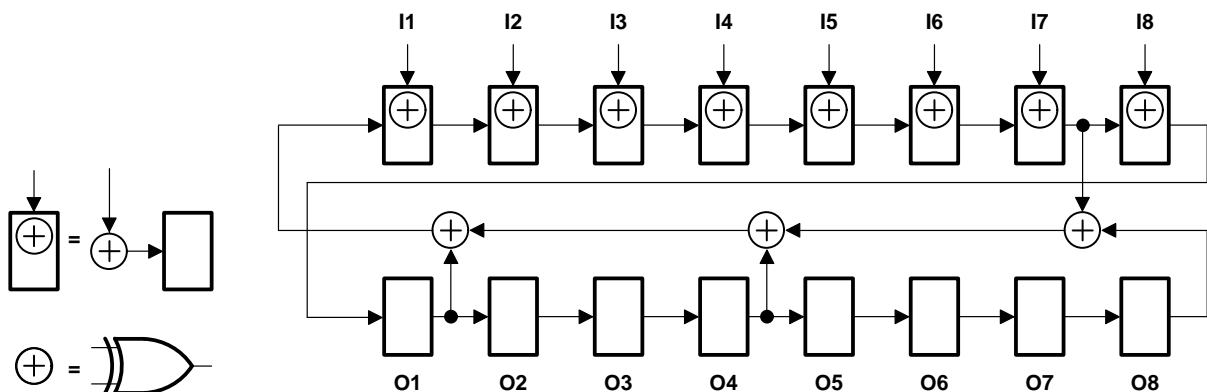 I1 I2 I3 I4 I5 I6 I7 I8
=
=
O1 O2 O3 O4 O5 O6 O7 O8